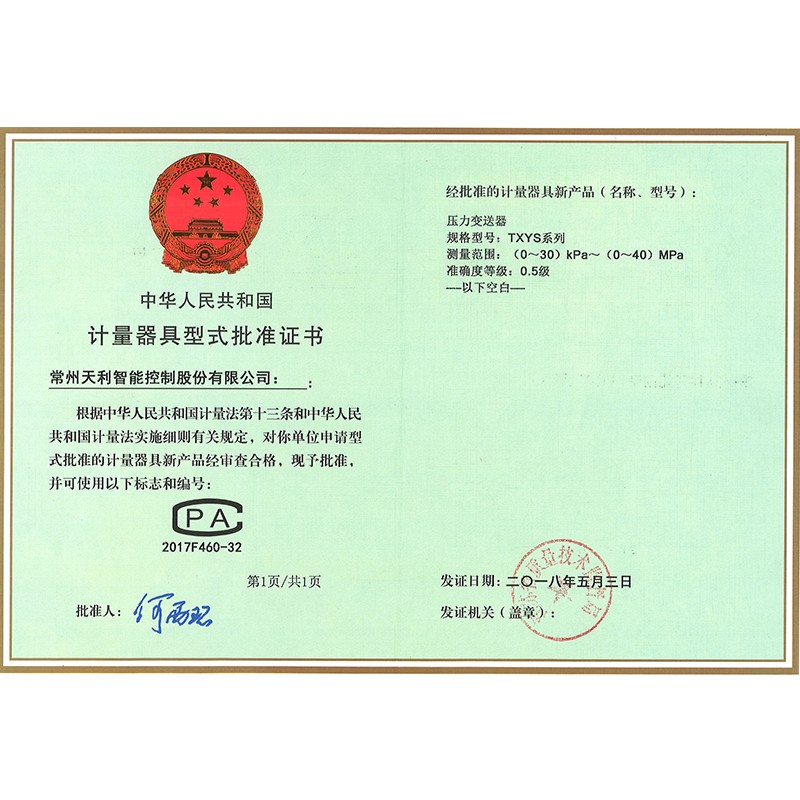 中华人民共和国
计量器具型式批准证书
常州天利智能控制股份有限公司：
：
根据中华人民共和国计量法第十三条和中华人民
共和国计量法实施细则有关规定，对你单位申请型
式批准的计量器具新产品经审查合格，现予批准，
并可使用以下标志和编号：
CPA
2017F460-32
第1页/共1页
批准人：
经批准的计量器具新产品（名称、型号）：
压力变送器
规格型号：TXYS系列
测量范围：（0～30）kPa～（0～40）MPa
准确度等级：0.5级
—以下空白—
质量技术
发证日期：二〇一八年五月三日
发证机关（盖章）：